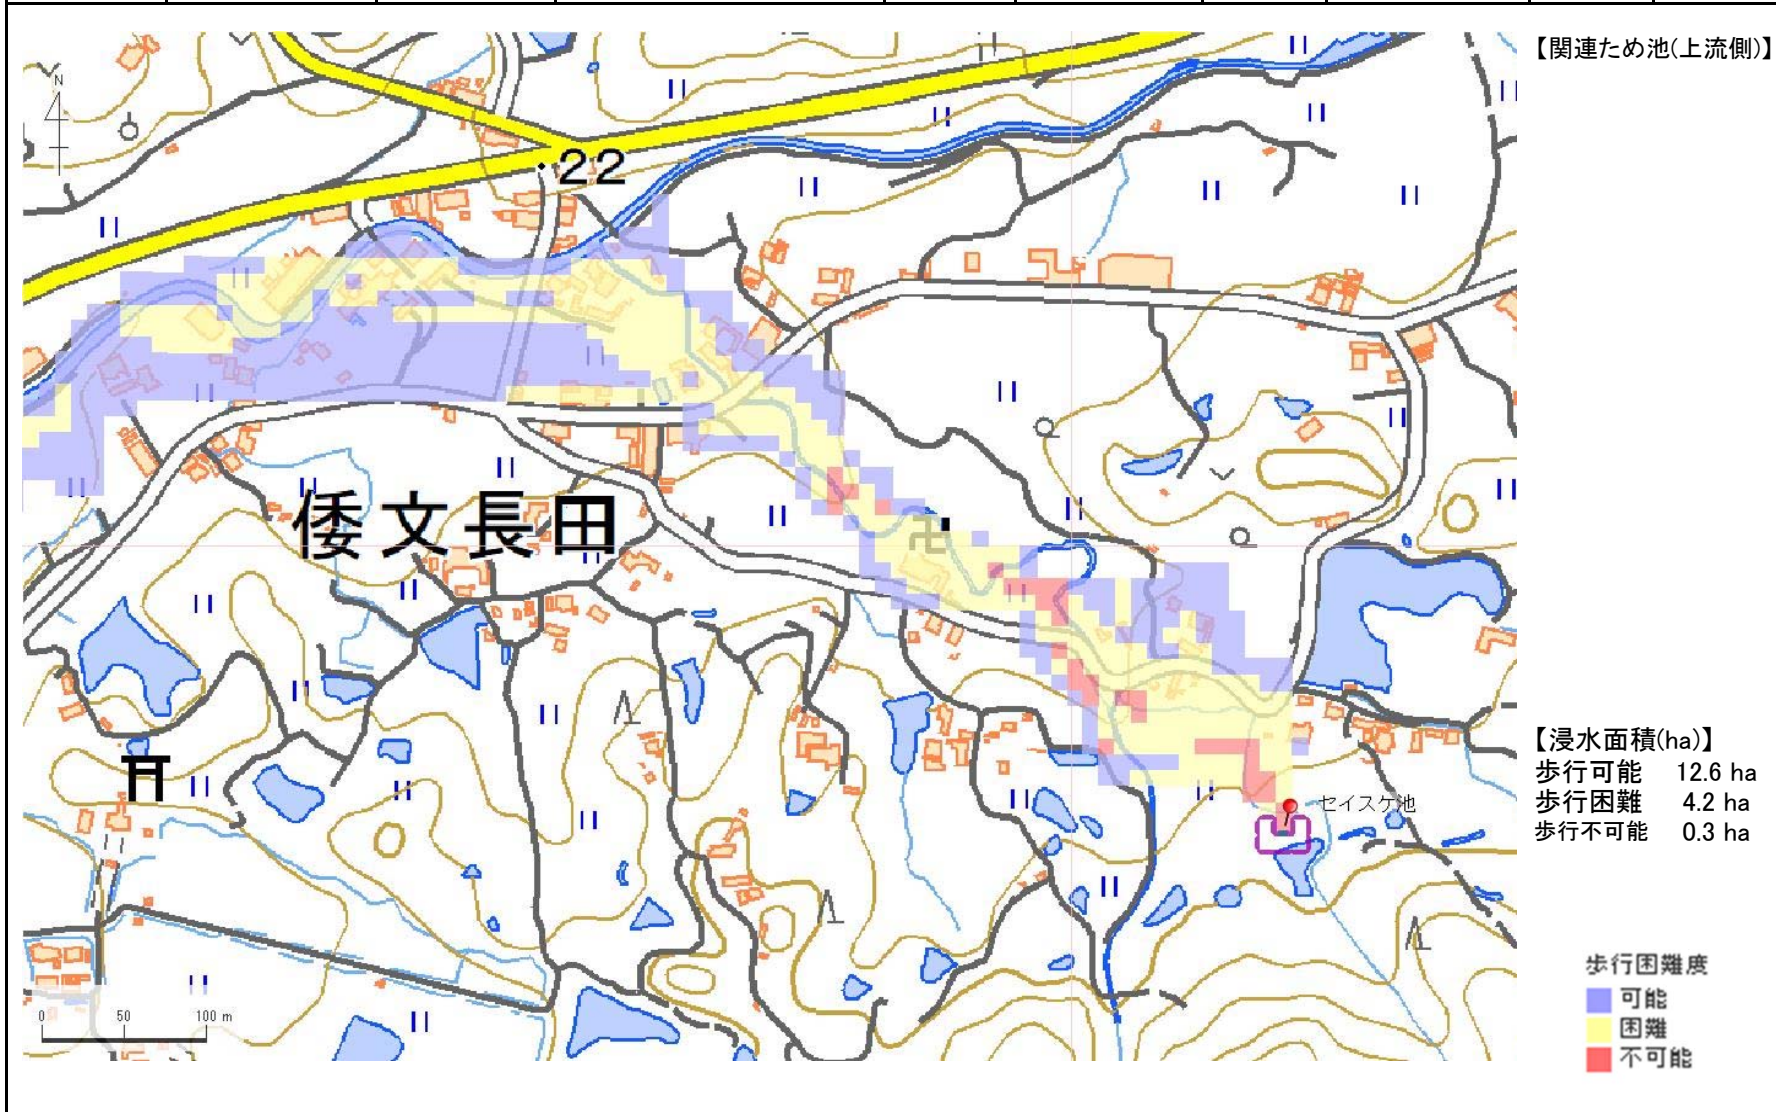 【関連ため池(上流側)】
N
22
倭文長田
セイスケ池
【浸水面積(ha)】
歩行可能 12.6 ha
歩行困難 4.2 ha
歩行不可能 0.3 ha
歩行困難度
可能
困難
不可能
0 50 100 m